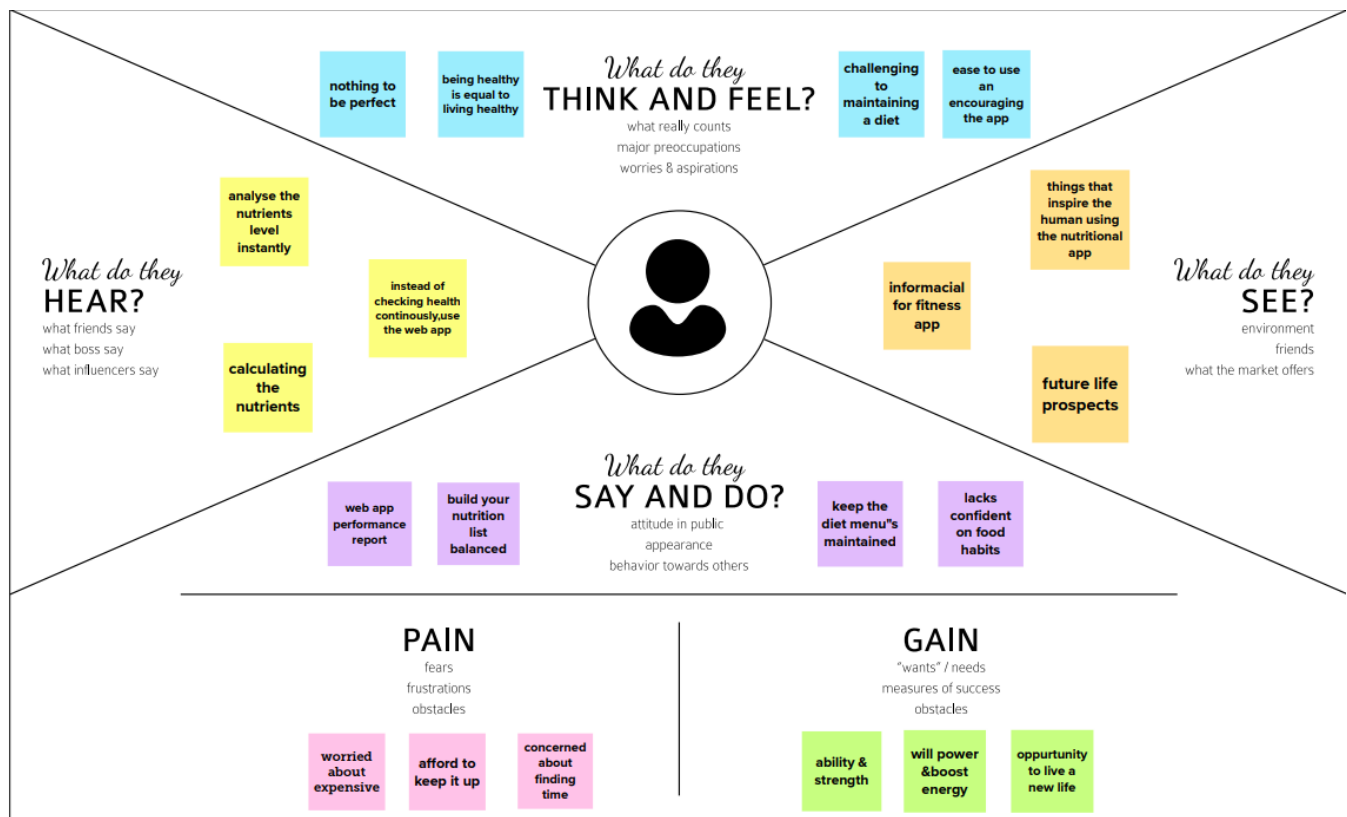 What do they
THINK AND FEEL?
what really counts
major preoccupations
worries & aspirations
nothing to
be perfect
being healthy
is equal to
living healthy
challenging
to
maintaining
a diet
ease to use
an
encouraging
the app
What do they
HEAR?
what friends say
what boss say
what influencers say
analyse the
nutrients
level
instantly
instead of
checking health
continously,use
the web app
calculating
the
nutrients
things that
inspire the
human using
the nutritional
app
informacial
for fitness
app
future life
prospects
What do they
SEE?
environment
friends
what the market offers
What do they
SAY AND DO?
attitude in public
appearance
behavior towards others
web app
performance
report
build your
nutrition
list
balanced
keep the
diet menu"s
maintained
lacks
confident
on food
habits
PAIN
fears
frustrations
obstacles
worried
about
expensive
afford to
keep it up
concerned
about
finding
time
GAIN
"wants" / needs
measures of success
obstacles
ability &
strength
will power
&boost
energy
oppurtunity
to live a
new life